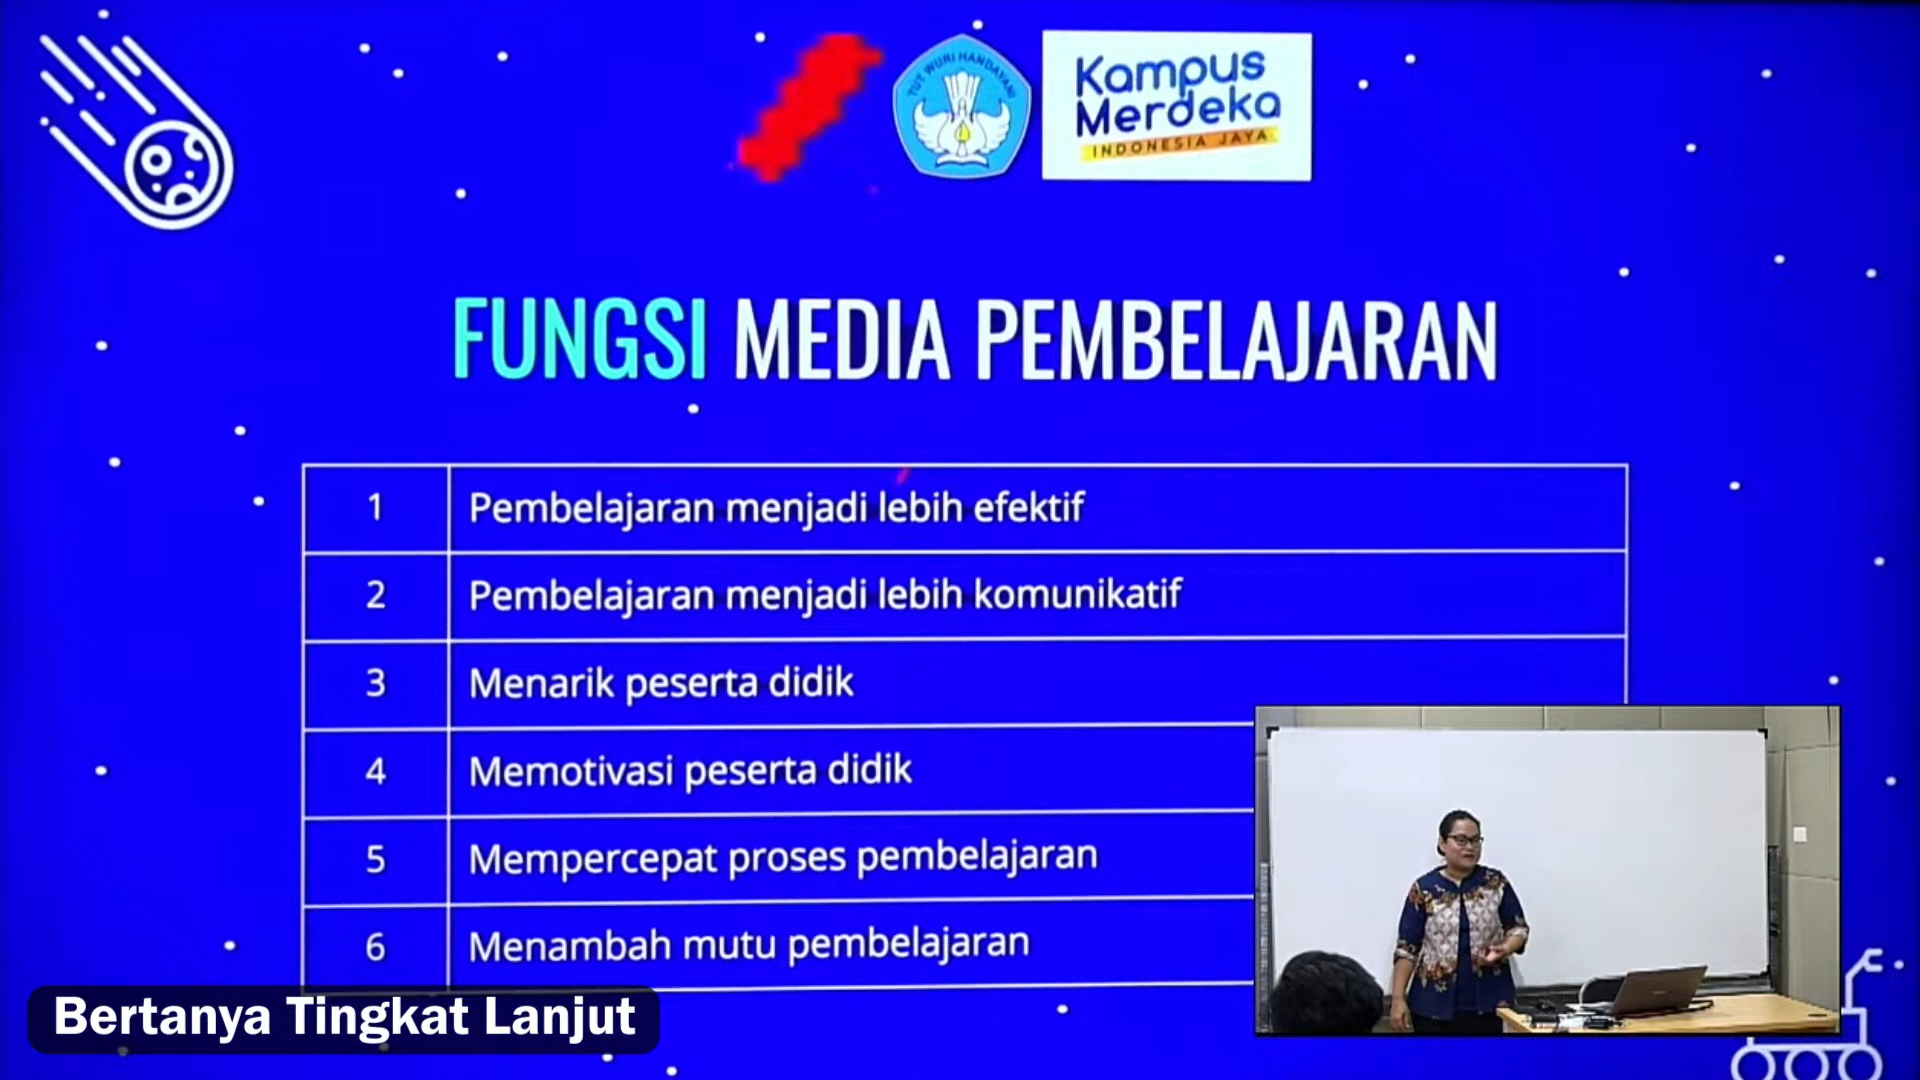 TUT WURI HANDAYANI
Kampus
Merdeka
INDONESIA JAYA
FUNGSI MEDIA PEMBELAJARAN
1 Pembelajaran menjadi lebih efektif
2 Pembelajaran menjadi lebih komunikatif
3 Menarik peserta didik
4 Memotivasi peserta didik
5 Mempercepat proses pembelajaran
6 Menambah mutu pembelajaran
Bertanya Tingkat Lanjut